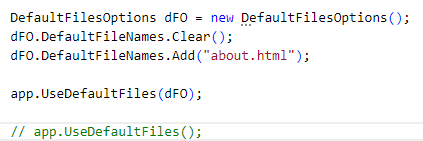 DefaultFilesOptions dFO = new DefaultFilesOptions();
dFO.DefaultFileNames.Clear();
dFO.DefaultFileNames.Add("about.html");
app.UseDefaultFiles(dFO);
// app.UseDefaultFiles();